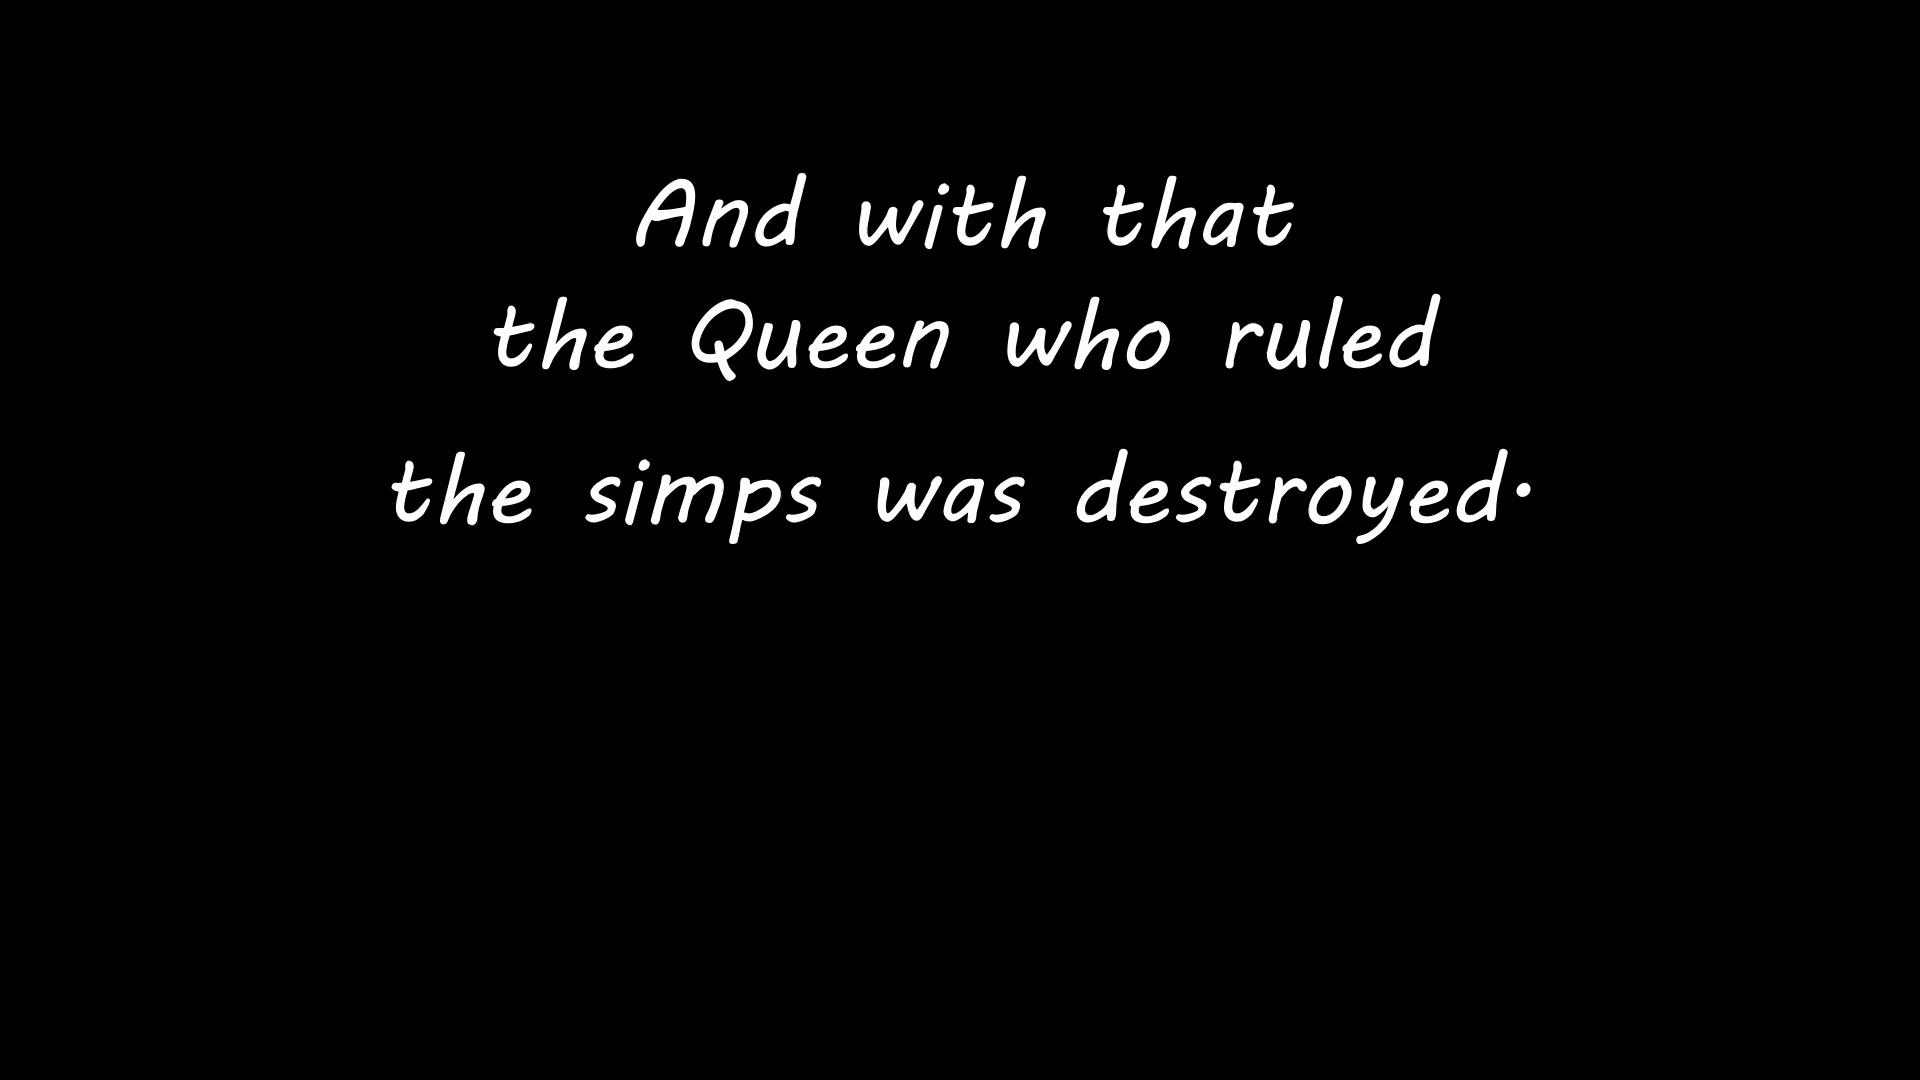 And with that
the Queen who ruled
the simps was destroyed.